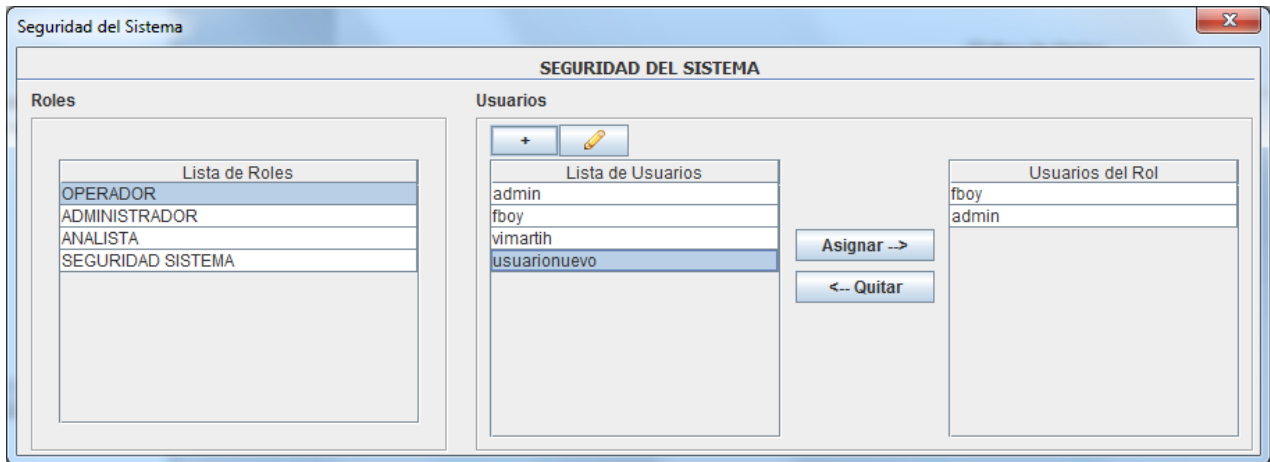 Seguridad del Sistema
SEGURIDAD DEL SISTEMA
Roles
Lista de Roles
OPERADOR
ADMINISTRADOR
ANALISTA
SEGURIDAD SISTEMA
Usuarios
+
Lista de Usuarios
admin
fboy
vimartih
usuarionuevo
Asignar -->
<-- Quitar
Usuarios del Rol
fboy
admin